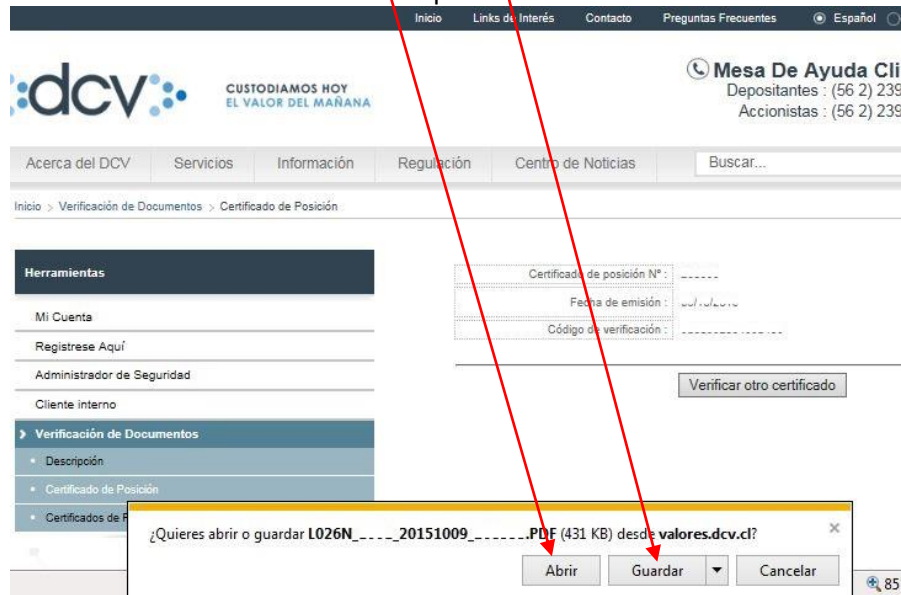 Inicio Links de Interés Contacto Preguntas Frecuentes Español
:dcv: CUSTODIAMOS HOY
EL VALOR DEL MAÑANA
Mesa De Ayuda Cli
Depositantes : (56 2) 239
Accionistas : (56 2) 239
Acerca del DCV Servicios Información Regulación Centro de Noticias Buscar...
Inicio > Verificación de Documentos > Certificado de Posición
Herramientas
Mi Cuenta
Registrese Aquí
Administrador de Seguridad
Cliente interno
Verificación de Documentos
Descripción
Certificado de Posición
Certificados de P
Certificado de posición N° :
Fecha de emisión :
Código de verificación :
Verificar otro certificado
¿Quieres abrir o guardar L026N_----_20151009_-------.PDF (431 KB) desde valores.dcv.cl?
Abrir Guardar Cancelar
85